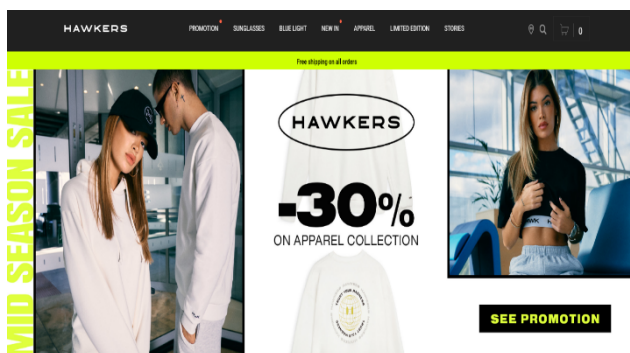 HAWKERS
PROMOTION SUNGLASSES BLUE LIGHT NEW IN APPAREL LIMITED EDITION STORIES
0
Free shipping on all orders
MID SEASON SALE
HAWKERS
-30%
ON APPAREL COLLECTION
SEE PROMOTION